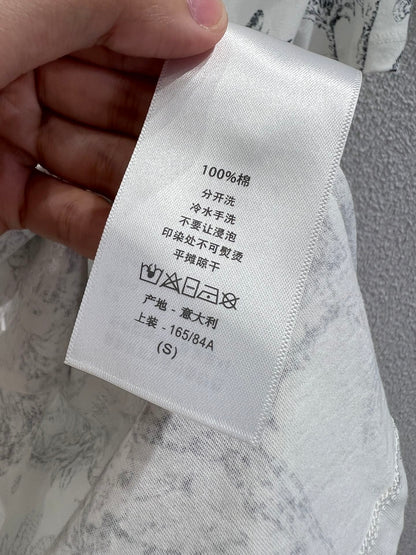 100%棉
分开洗
冷水手洗
不要让浸泡
印染处不可熨烫
平摊晾干
产地 - 意大利
上装 - 165/84A
(S)